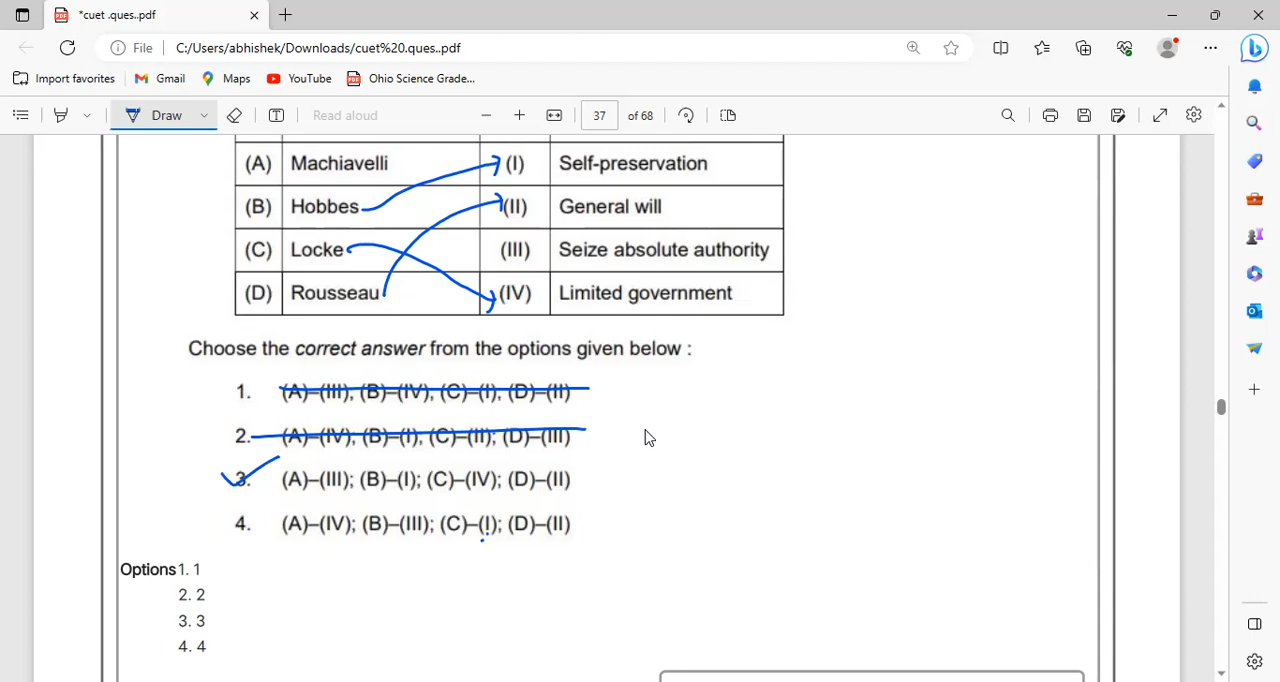 *cuet .ques..pdf
File C:/Users/abhishek/Downloads/cuet%20.ques..pdf
Import favorites Gmail Maps YouTube Ohio Science Grade...
Draw Read aloud 37 of 68
(A) Machiavelli (I) Self-preservation
(B) Hobbes (II) General will
(C) Locke (III) Seize absolute authority
(D) Rousseau (IV) Limited government
Choose the correct answer from the options given below :
1. (A)–(III); (B)–(IV); (C)–(I); (D)–(II)
2. (A)–(IV); (B)–(I); (C)–(II); (D)–(III)
3. (A)–(III); (B)–(I); (C)–(IV); (D)–(II)
4. (A)–(IV); (B)–(III); (C)–(I); (D)–(II)
Options 1. 1
2. 2
3. 3
4. 4